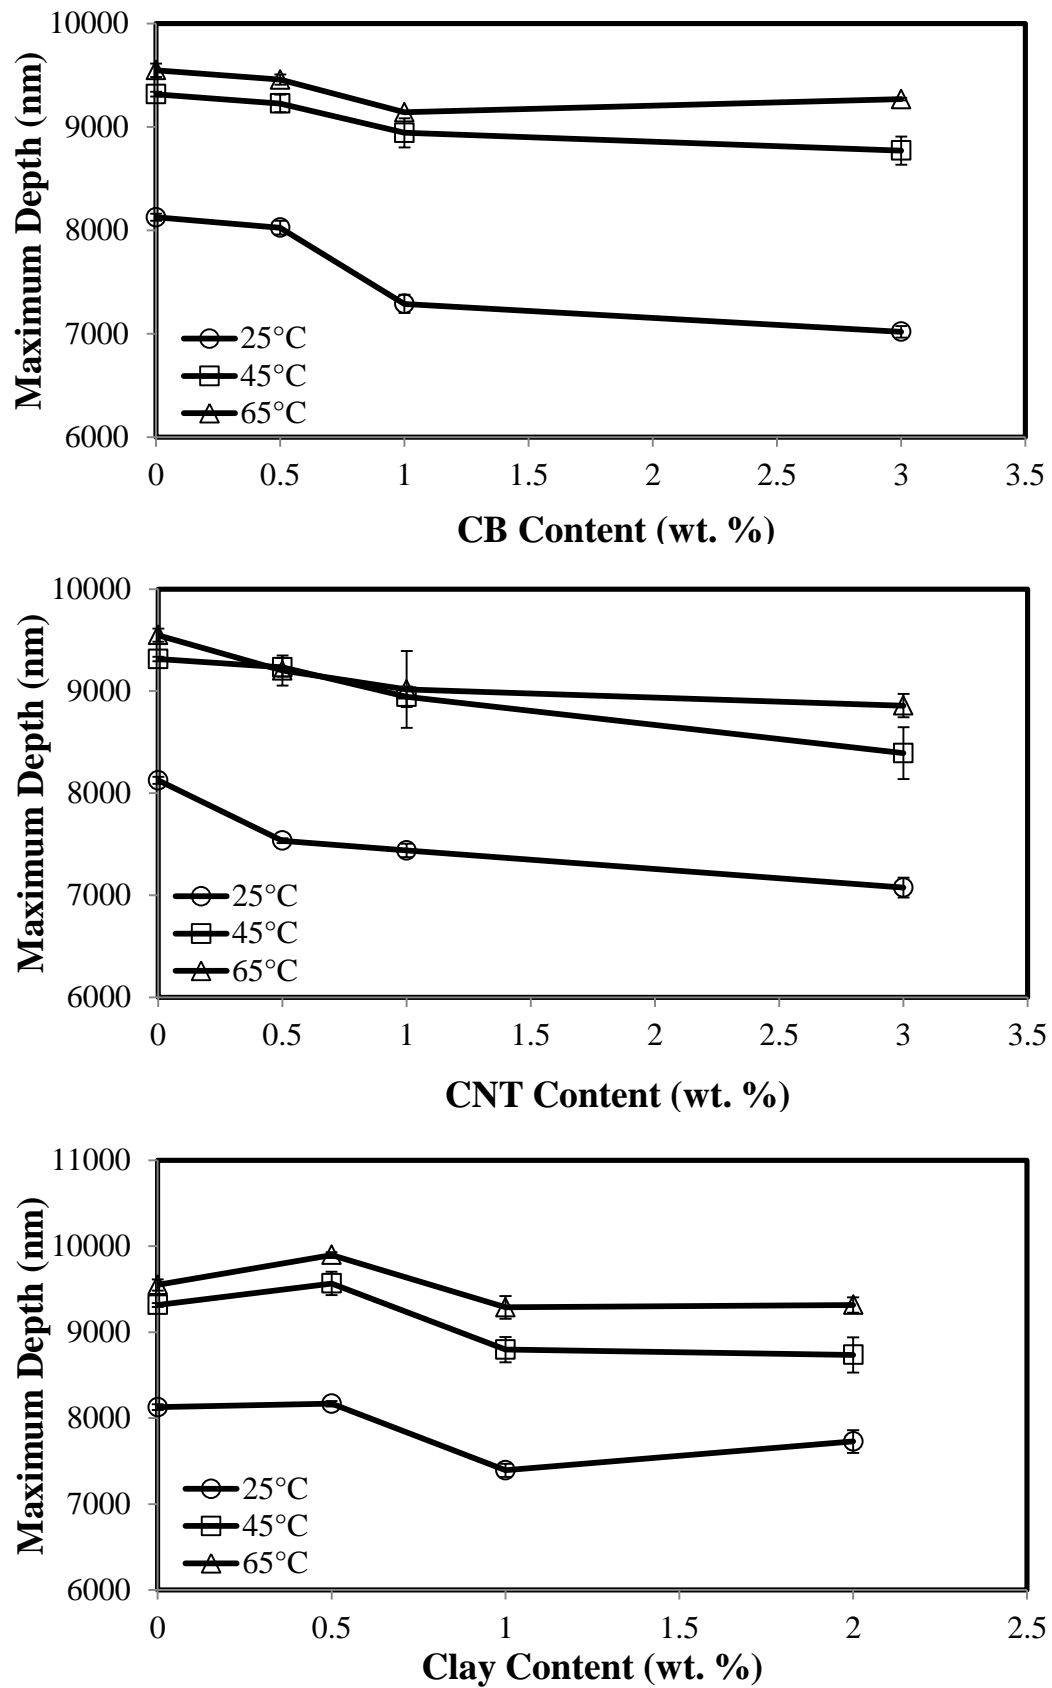 10000
9000
8000
7000
6000
Maximum Depth (nm)
25°C
45°C
65°C
0 0.5 1 1.5 2 2.5 3 3.5
CB Content (wt. %)
10000
9000
8000
7000
6000
Maximum Depth (nm)
25°C
45°C
65°C
0 0.5 1 1.5 2 2.5 3 3.5
CNT Content (wt. %)
11000
10000
9000
8000
7000
6000
Maximum Depth (nm)
25°C
45°C
65°C
0 0.5 1 1.5 2 2.5
Clay Content (wt. %)